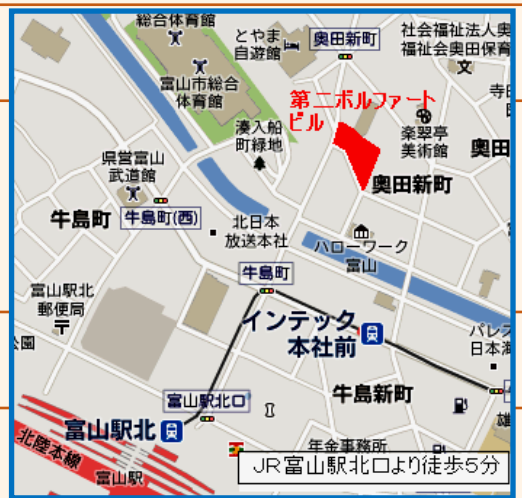 総合体育館
とやま
自遊館
奥田新町
社会福祉法人奥
福祉会奥田保育
富山市総合
体育館
第二ボルファート
ビル
寺田
湊入船
町緑地
楽翠亭
美術館
奥田
県営富山
武道館
奥田新町
牛島町
牛島町(西)
北日本
放送本社
ハローワーク
富山
牛島町
富山駅北
郵便局
インテック
本社前
パレス
日本海
公園
牛島新町
富山駅北口
富山駅北
雄
北陸本線
富山駅
年金事務所
JR富山駅北口より徒歩5分